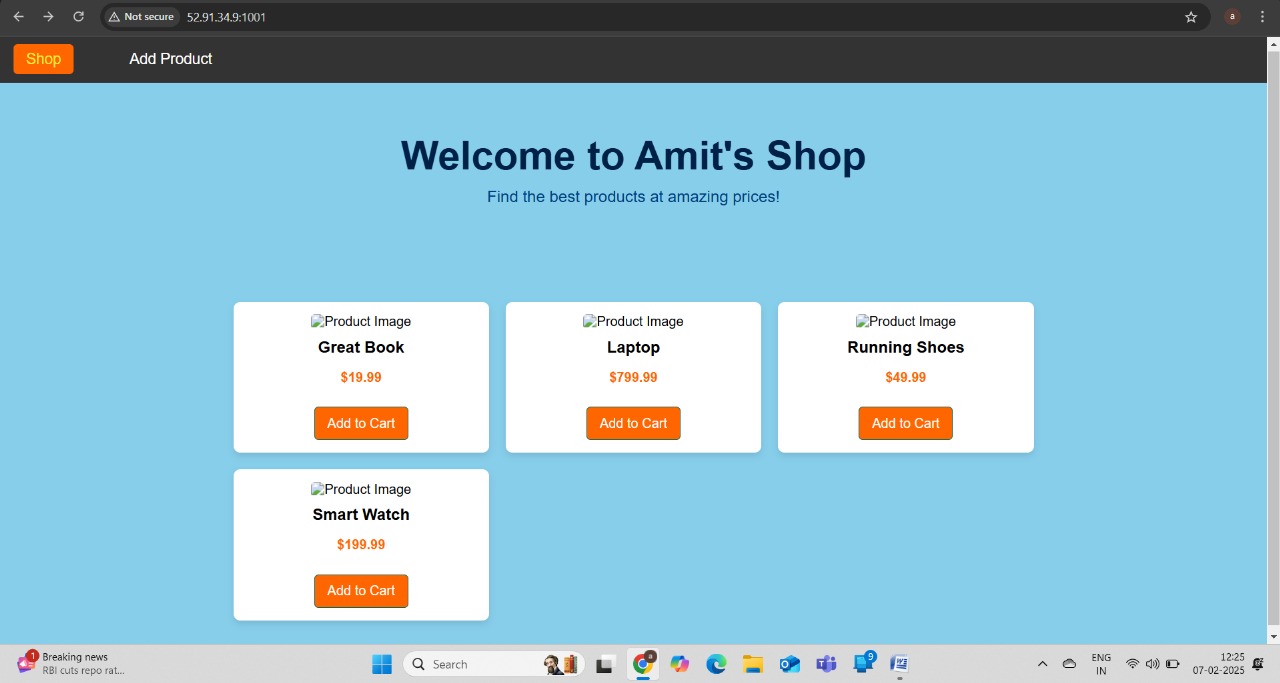 Not secure 52.91.34.9:1001 a
Shop Add Product
Welcome to Amit's Shop
Find the best products at amazing prices!
Product Image Product Image Product Image
Great Book Laptop Running Shoes
$19.99 $799.99 $49.99
Add to Cart Add to Cart Add to Cart
Product Image
Smart Watch
$199.99
Add to Cart
1 Breaking news
RBI cuts repo rat...
Search
a
9
ENG
IN
12:25
07-02-2025